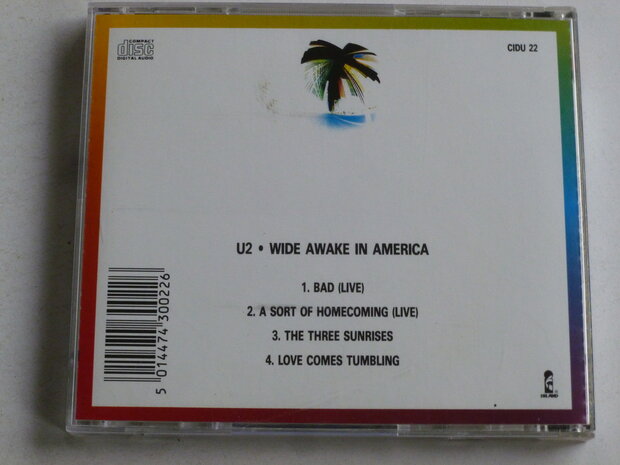 COMPACT
disc
DIGITAL AUDIO
CIDU 22
U2 • WIDE AWAKE IN AMERICA
1. BAD (LIVE)
2. A SORT OF HOMECOMING (LIVE)
3. THE THREE SUNRISES
4. LOVE COMES TUMBLING
5 014474 300226
ISLAND